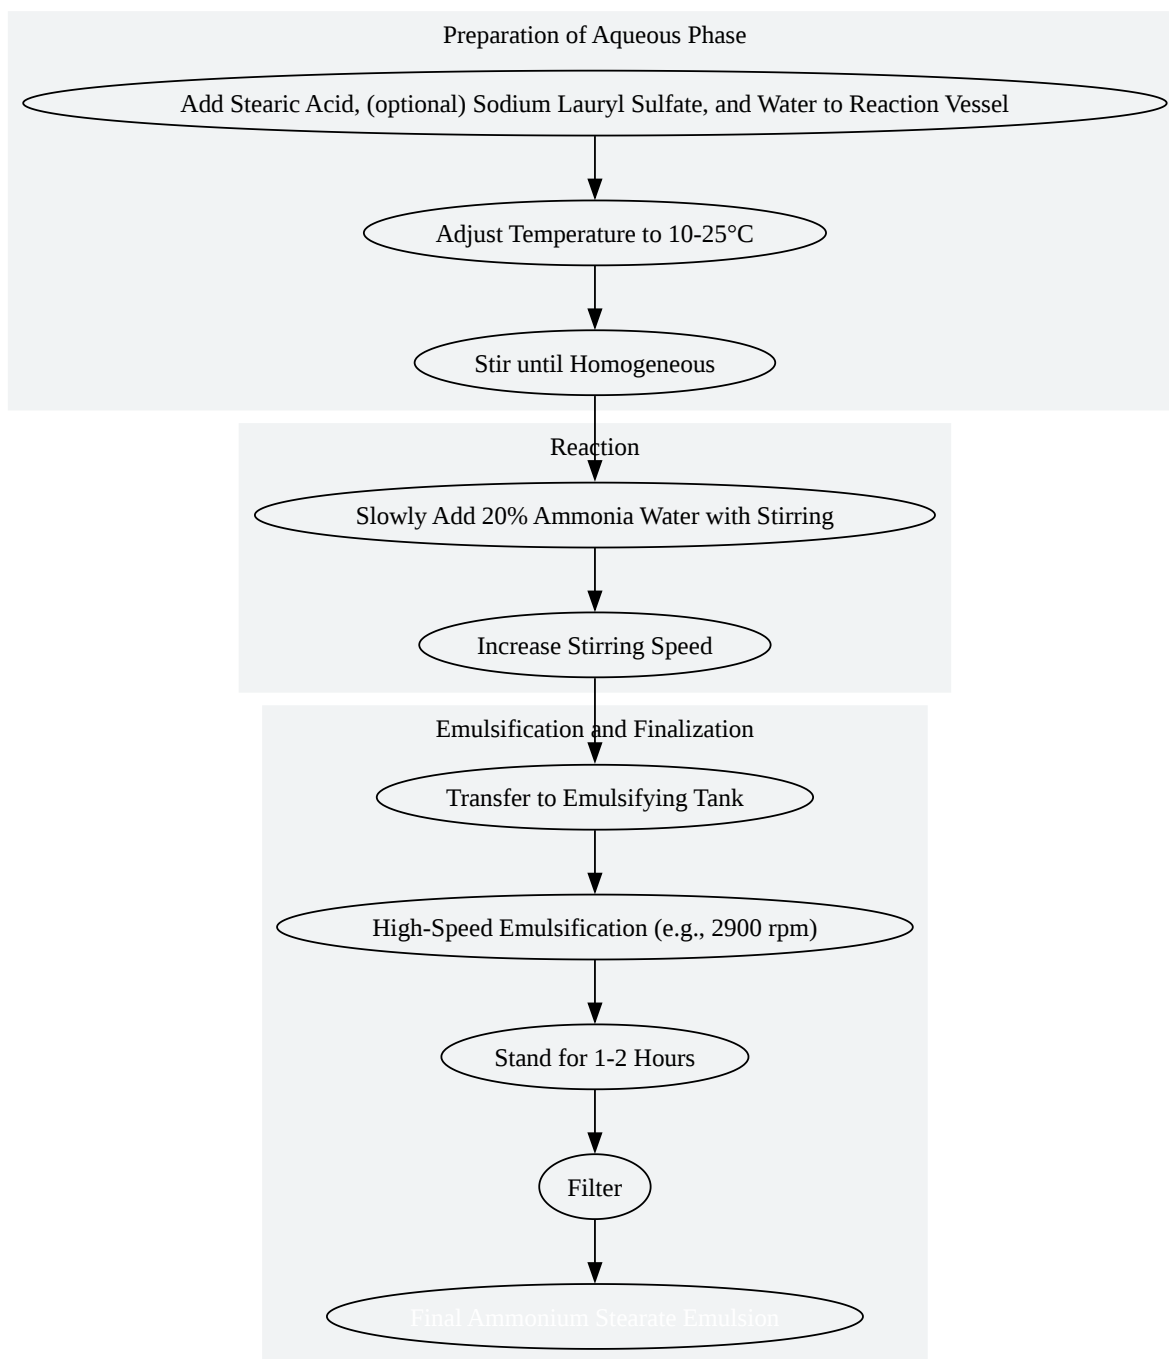 Preparation of Aqueous Phase
Add Stearic Acid, (optional) Sodium Lauryl Sulfate, and Water to Reaction Vessel
Adjust Temperature to 10-25°C
Stir until Homogeneous
Reaction
Slowly Add 20% Ammonia Water with Stirring
Increase Stirring Speed
Emulsification and Finalization
Transfer to Emulsifying Tank
High-Speed Emulsification (e.g., 2900 rpm)
Stand for 1-2 Hours
Filter
Final Ammonium Stearate Emulsion